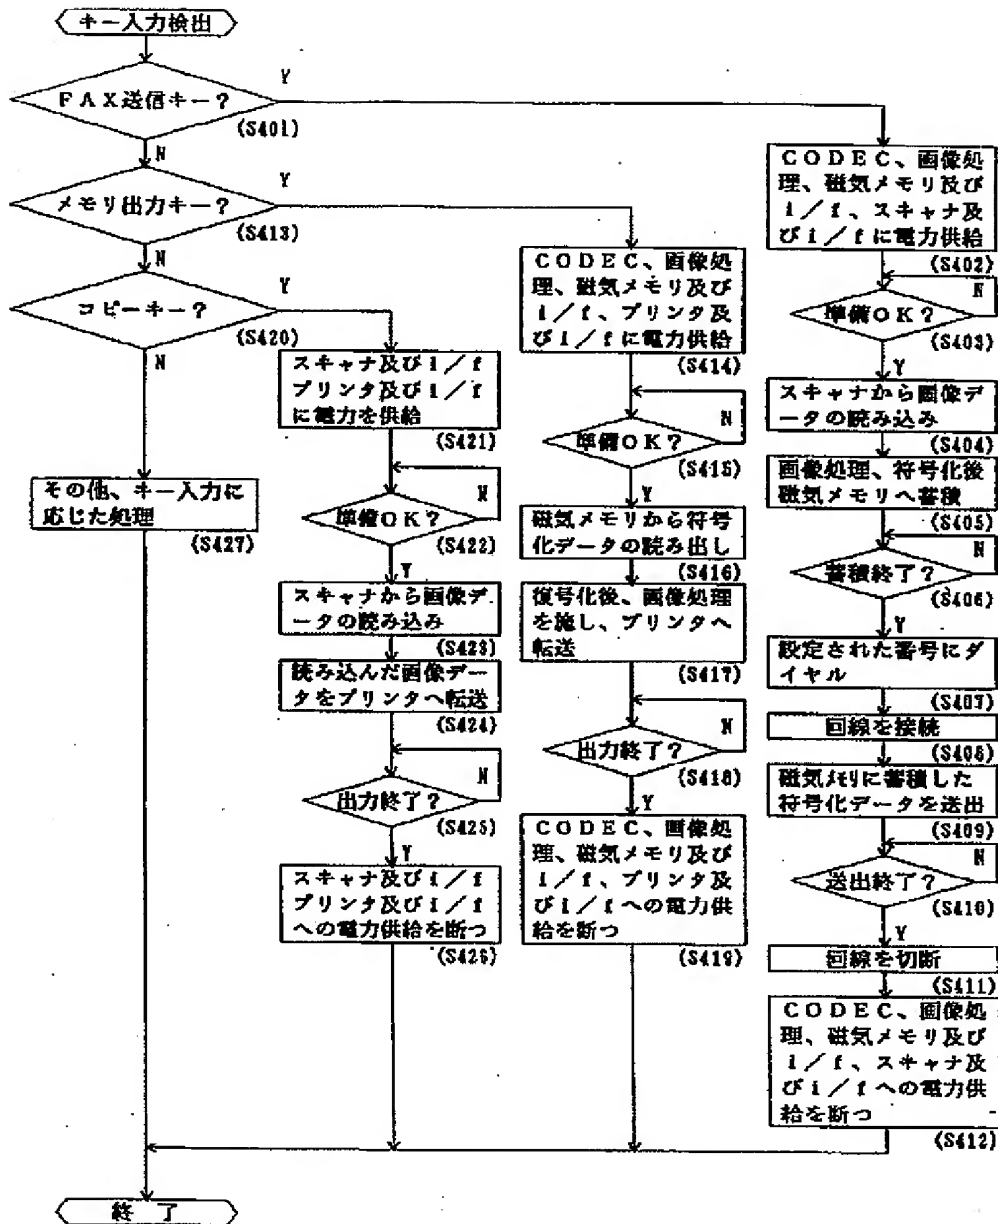 キー入力検出
FAX送信キー?
Y
(S401)
N
メモリ出力キー?
Y
(S413)
N
コピーキー?
Y
(S420)
N
その他、キー入力に
応じた処理
(S427)
スキャナ及びi/f
プリンタ及びi/f
に電力を供給
(S421)
準備OK?
N
(S422)
Y
スキャナから画像デ
ータの読み込み
(S423)
読み込んだ画像デー
タをプリンタへ転送
(S424)
出力終了?
N
(S425)
Y
スキャナ及びi/f
プリンタ及びi/f
への電力供給を断つ
(S426)
CODEC、画像処
理、磁気メモリ及び
i/f、プリンタ及
びi/fに電力供給
(S414)
準備OK?
N
(S415)
Y
磁気メモリから符号
化データの読み出し
(S416)
復号化後、画像処理
を施し、プリンタへ
転送
(S417)
出力終了?
N
(S418)
Y
CODEC、画像処
理、磁気メモリ及び
i/f、プリンタ及
びi/fへの電力供
給を断つ
(S419)
CODEC、画像処
理、磁気メモリ及び
i/f、スキャナ及
びi/fに電力供給
(S402)
準備OK?
N
(S403)
Y
スキャナから画像デ
ータの読み込み
(S404)
画像処理、符号化後
磁気メモリへ蓄積
(S405)
蓄積終了?
N
(S406)
Y
設定された番号にダ
イヤル
(S407)
回線を接続
(S408)
磁気メモリに蓄積した
符号化データを送出
(S409)
送出終了?
N
(S410)
Y
回線を切断
(S411)
CODEC、画像処
理、磁気メモリ及び
i/f、スキャナ及
びi/fへの電力供
給を断つ
(S412)
終 了